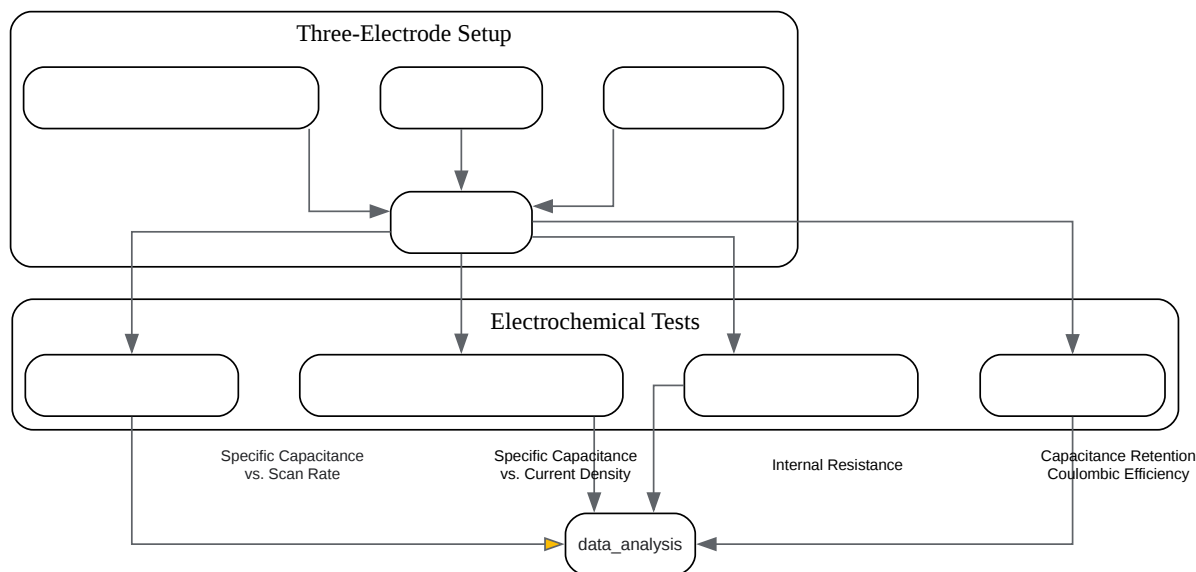 Three-Electrode Setup
Electrochemical Tests
Specific Capacitance
vs. Scan Rate
Specific Capacitance
vs. Current Density
Internal Resistance
Capacitance Retention
Coulombic Efficiency
data_analysis